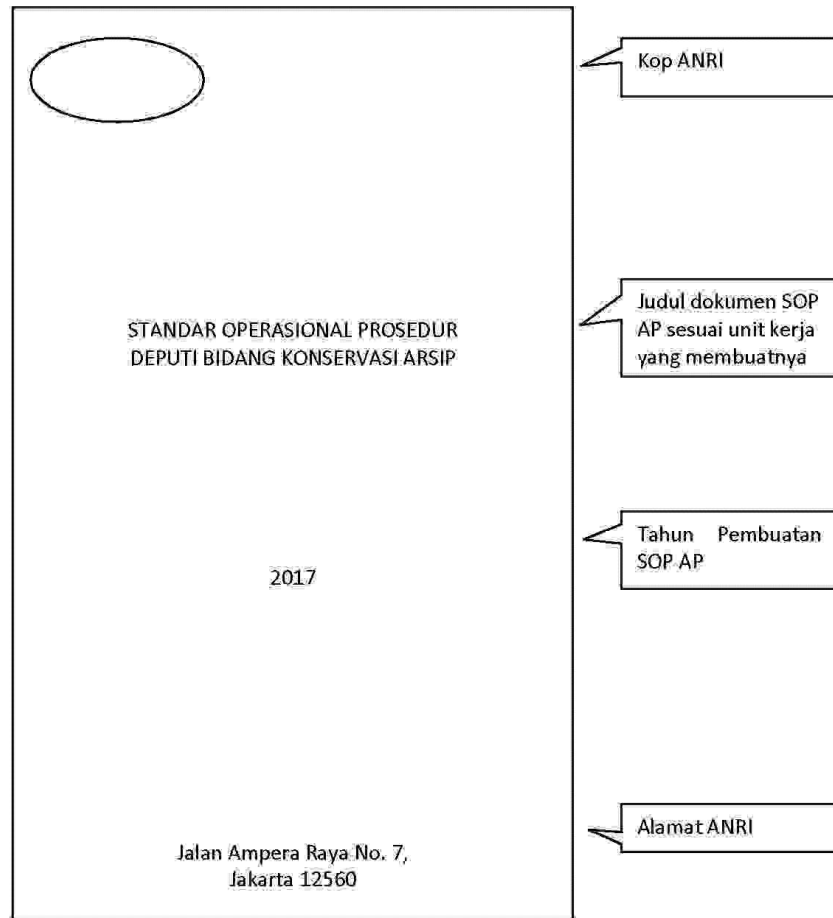 Kop ANRI
STANDAR OPERASIONAL PROSEDUR
DEPUTI BIDANG KONSERVASI ARSIP
Judul dokumen SOP
AP sesuai unit kerja
yang membuatnya
2017
Tahun Pembuatan
SOP AP
Jalan Ampera Raya No. 7,
Jakarta 12560
Alamat ANRI